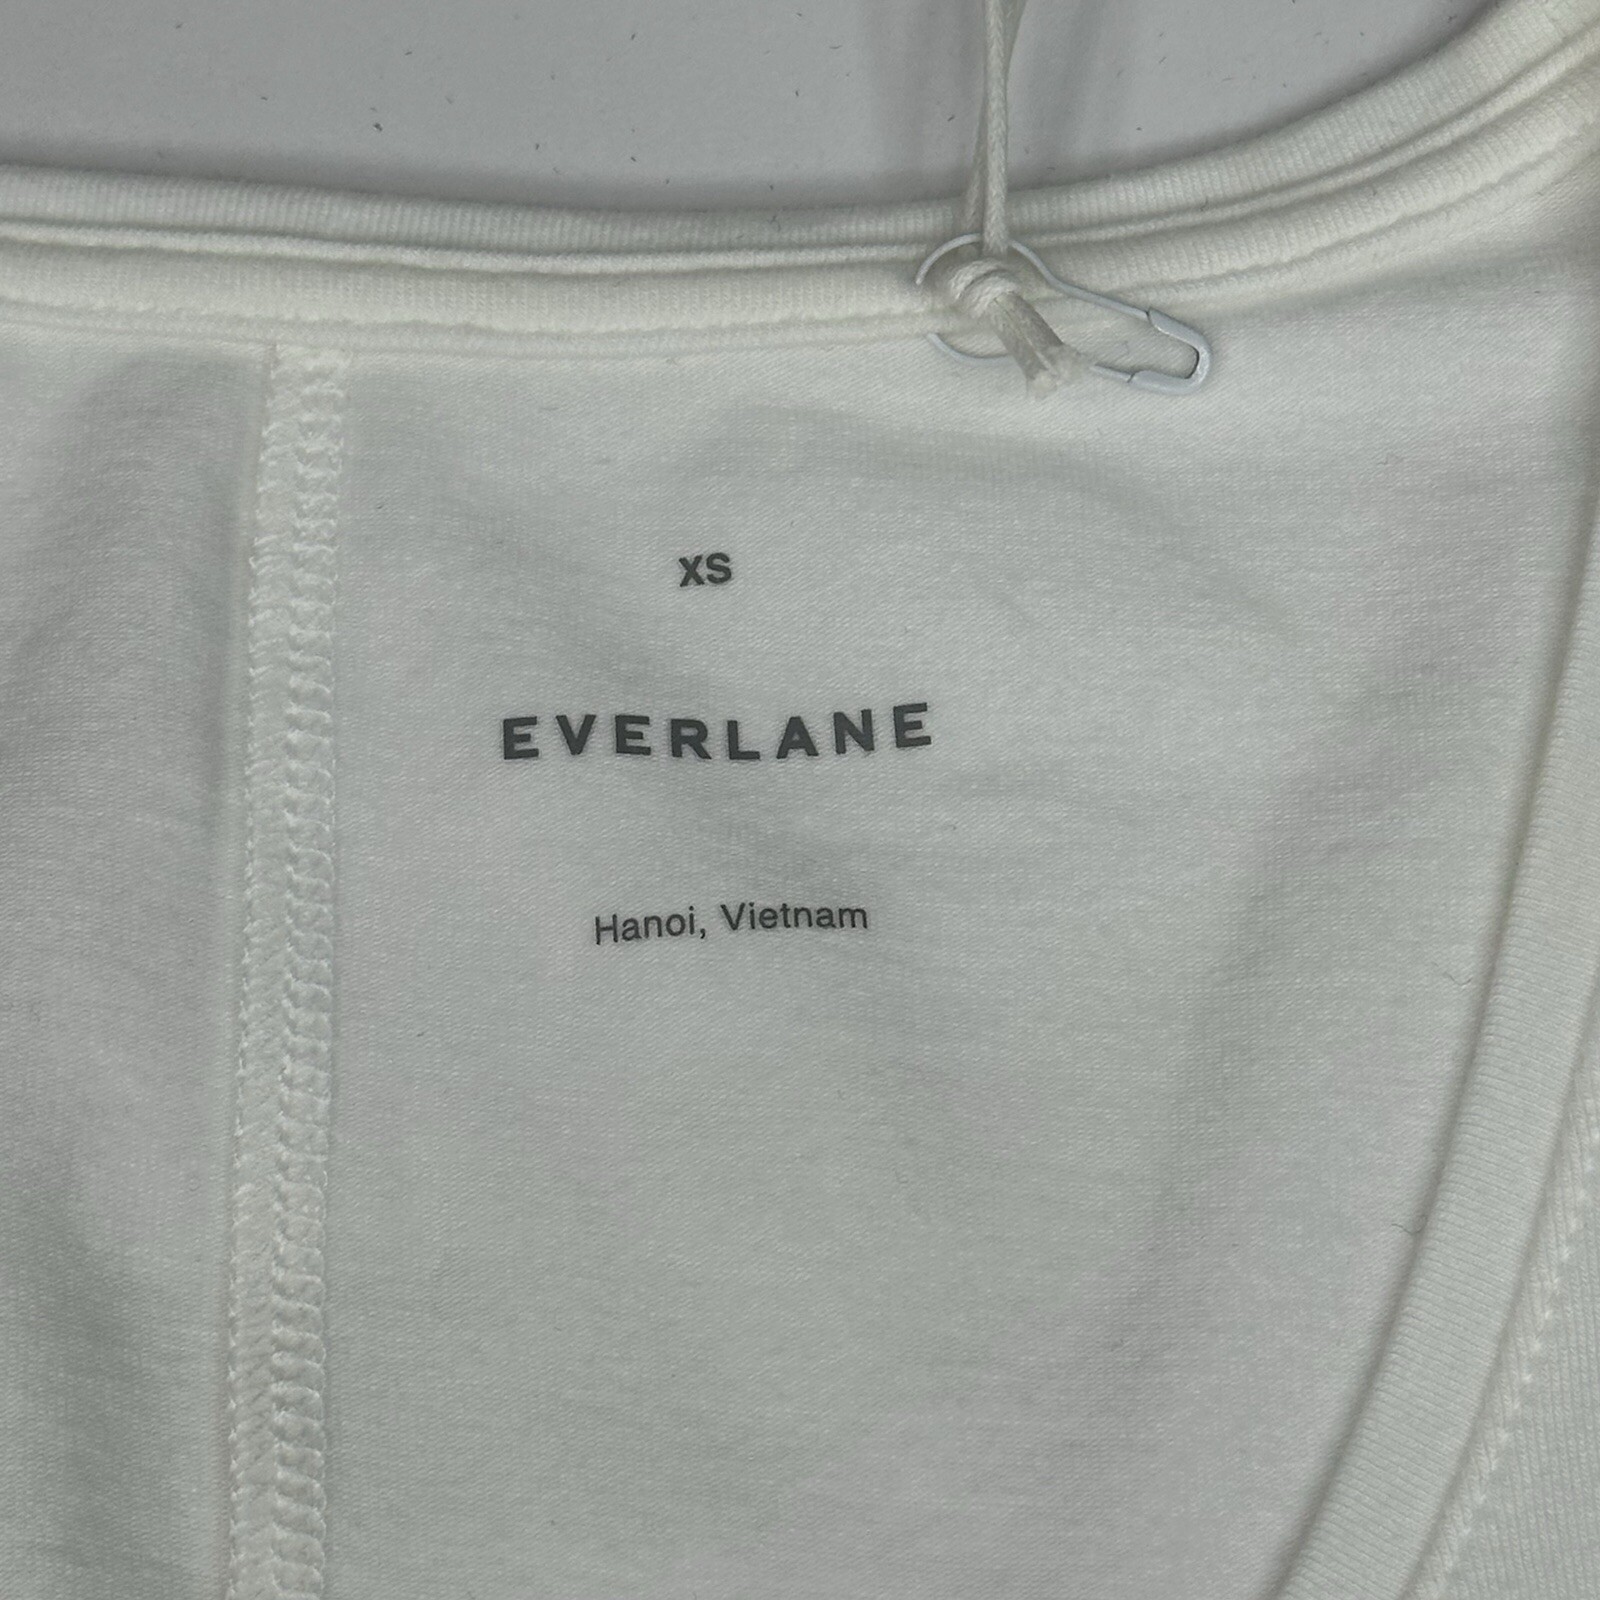 XS
EVERLANE
Hanoi, Vietnam